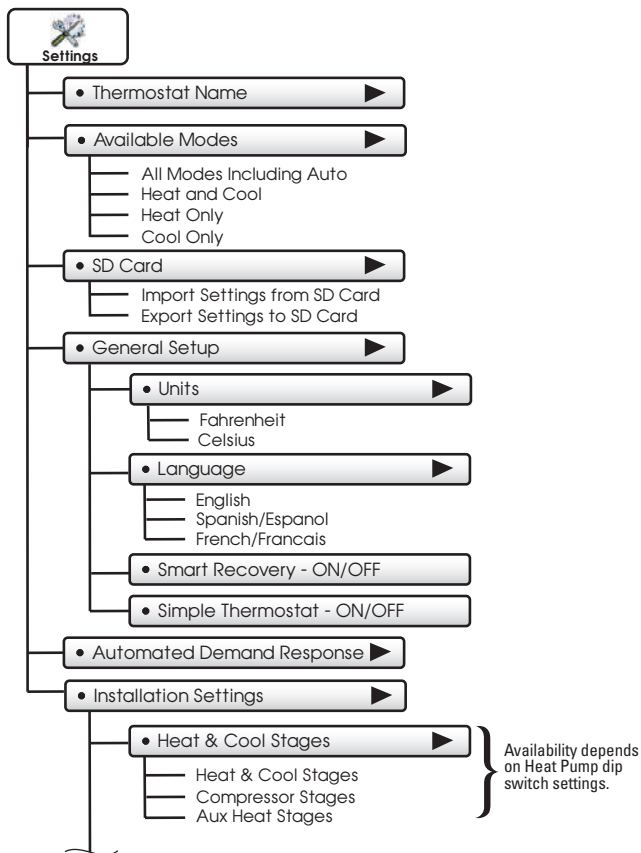 Settings
• Thermostat Name
• Available Modes
All Modes Including Auto
Heat and Cool
Heat Only
Cool Only
• SD Card
Import Settings from SD Card
Export Settings to SD Card
• General Setup
• Units
Fahrenheit
Celsius
• Language
English
Spanish/Espanol
French/Francais
• Smart Recovery - ON/OFF
• Simple Thermostat - ON/OFF
• Automated Demand Response
• Installation Settings
• Heat & Cool Stages
Heat & Cool Stages
Compressor Stages
Aux Heat Stages
Availability depends
on Heat Pump dip
switch settings.